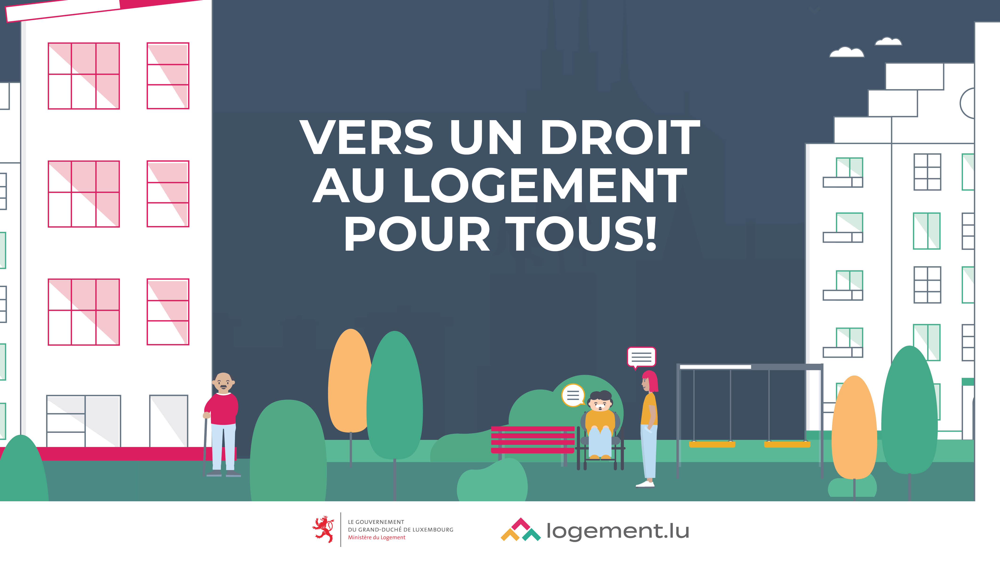 VERS UN DROIT
AU LOGEMENT
POUR TOUS!
LE GOUVERNEMENT
DU GRAND-DUCHÉ DE LUXEMBOURG
Ministère du Logement
logement.lu